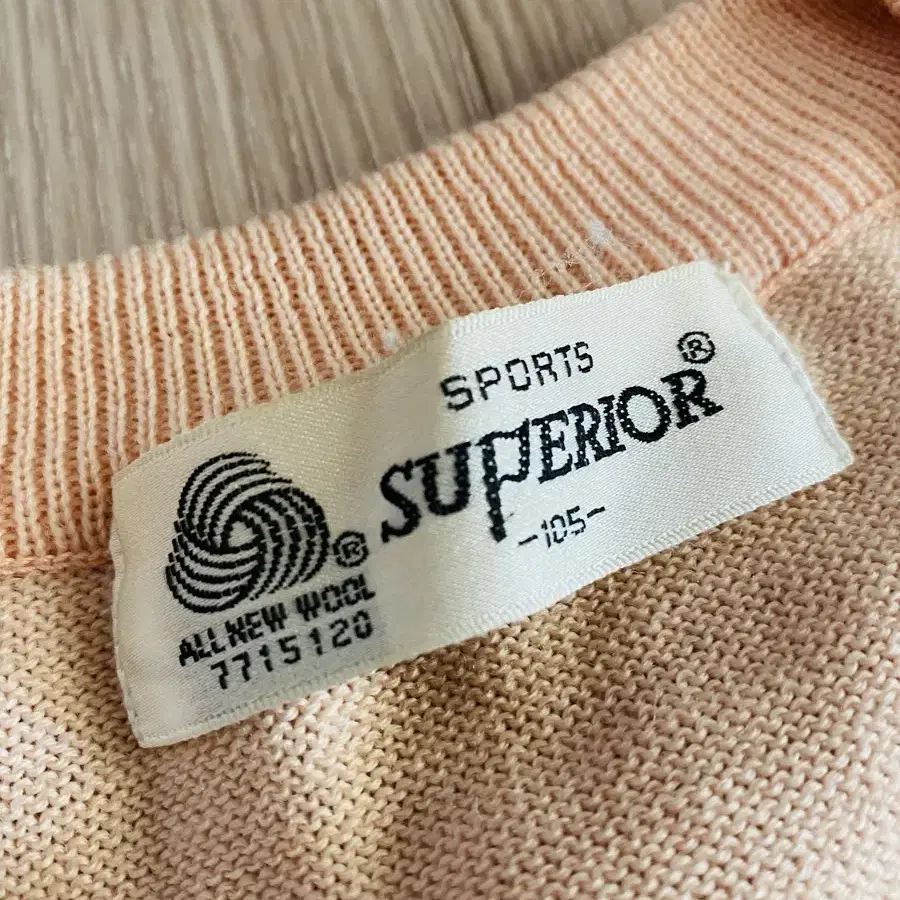 SPORTS
SUPERIOR®
-105-
®
ALL NEW WOOL
7715120